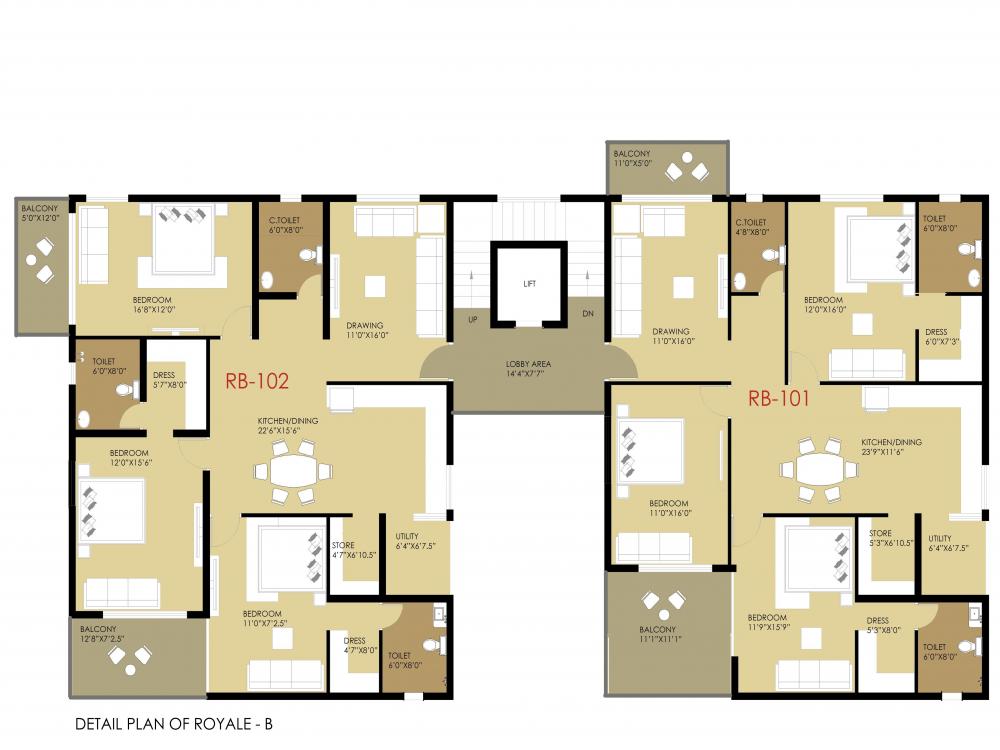 BALCONY
11'0"X5'0"
BALCONY
5'0"X12'0"
C.TOILET
6'0"X8'0"
C.TOILET
4'8"X8'0"
TOILET
6'0"X8'0"
BEDROOM
16'8"X12'0"
LIFT
BEDROOM
12'0"X16'0"
DRAWING
11'0"X16'0"
UP
DN
DRAWING
11'0"X16'0"
DRESS
6'0"X7'3"
TOILET
6'0"X8'0"
DRESS
5'7"X8'0"
LOBBY AREA
14'4"X7'7"
RB-102
RB-101
KITCHEN/DINING
22'6"X15'6"
KITCHEN/DINING
23'9"X11'6"
BEDROOM
12'0"X15'6"
BEDROOM
11'0"X16'0"
STORE
4'7"X6'10.5"
UTILITY
6'4"X6'7.5"
STORE
5'3"X6'10.5"
UTILITY
6'4"X6'7.5"
BEDROOM
11'0"X7'2.5"
BEDROOM
11'9"X15'9"
DRESS
5'3"X8'0"
BALCONY
12'8"X7'2.5"
BALCONY
11'1"X11'1"
DRESS
4'7"X8'0"
TOILET
6'0"X8'0"
TOILET
6'0"X8'0"
DETAIL PLAN OF ROYALE - B